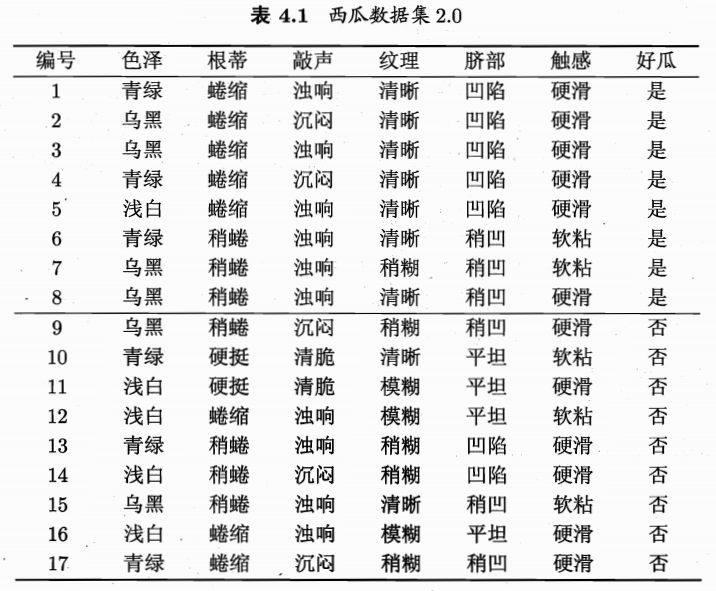 表 4.1 西瓜数据集 2.0
编号 色泽 根蒂 敲声 纹理 脐部 触感 好瓜
1 青绿 蜷缩 浊响 清晰 凹陷 硬滑 是
2 乌黑 蜷缩 沉闷 清晰 凹陷 硬滑 是
3 乌黑 蜷缩 浊响 清晰 凹陷 硬滑 是
4 青绿 蜷缩 沉闷 清晰 凹陷 硬滑 是
5 浅白 蜷缩 浊响 清晰 凹陷 硬滑 是
6 青绿 稍蜷 浊响 清晰 稍凹 软粘 是
7 乌黑 稍蜷 浊响 稍糊 稍凹 软粘 是
8 乌黑 稍蜷 浊响 清晰 稍凹 硬滑 是
9 乌黑 稍蜷 沉闷 稍糊 稍凹 硬滑 否
10 青绿 硬挺 清脆 清晰 平坦 软粘 否
11 浅白 硬挺 清脆 模糊 平坦 硬滑 否
12 浅白 蜷缩 浊响 模糊 平坦 软粘 否
13 青绿 稍蜷 浊响 稍糊 凹陷 硬滑 否
14 浅白 稍蜷 沉闷 稍糊 凹陷 硬滑 否
15 乌黑 稍蜷 浊响 清晰 稍凹 软粘 否
16 浅白 蜷缩 浊响 模糊 平坦 硬滑 否
17 青绿 蜷缩 沉闷 稍糊 稍凹 硬滑 否